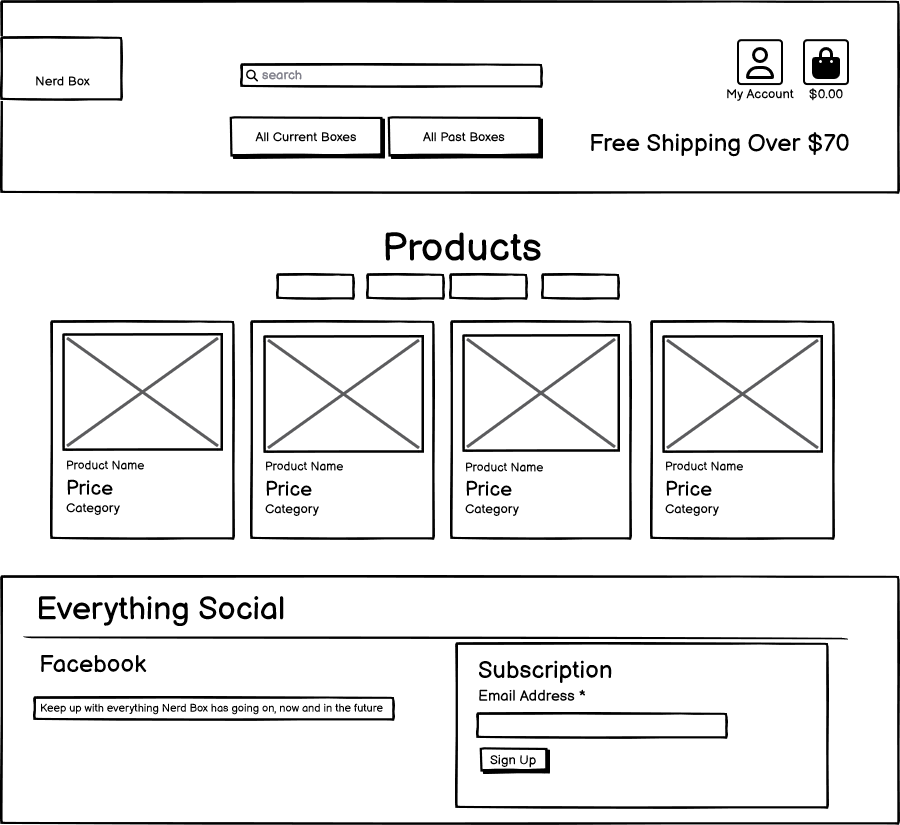 Nerd Box
search
My Account
$0.00
All Current Boxes
All Past Boxes
Free Shipping Over $70
Products
Product Name
Price
Category
Product Name
Price
Category
Product Name
Price
Category
Product Name
Price
Category
Everything Social
Facebook
Keep up with everything Nerd Box has going on, now and in the future
Subscription
Email Address *
Sign Up